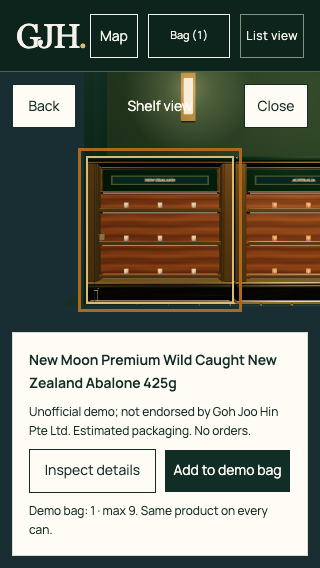 GJH.
Map
Bag (1)
List view
Back
Shelf view
Close
NEW ZEALAND
AUSTRALIA
New Moon Premium Wild Caught New
Zealand Abalone 425g
Unofficial demo; not endorsed by Goh Joo Hin
Pte Ltd. Estimated packaging. No orders.
Inspect details
Add to demo bag
Demo bag: 1 · max 9. Same product on every
can.